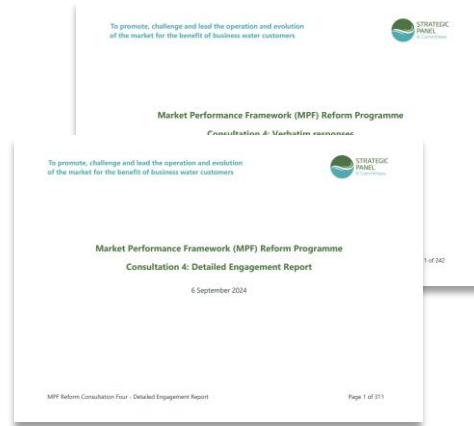 To promote, challenge and lead the operation and evolution
of the market for the benefit of business water customers
STRATEGIC
PANEL
& Committees
Market Performance Framework (MPF) Reform Programme
Consultation 4: Verbatim responses
1 of 242
To promote, challenge and lead the operation and evolution
of the market for the benefit of business water customers
STRATEGIC
PANEL
& Committees
Market Performance Framework (MPF) Reform Programme
Consultation 4: Detailed Engagement Report
6 September 2024
MPF Reform Consultation Four - Detailed Engagement Report
Page 1 of 311